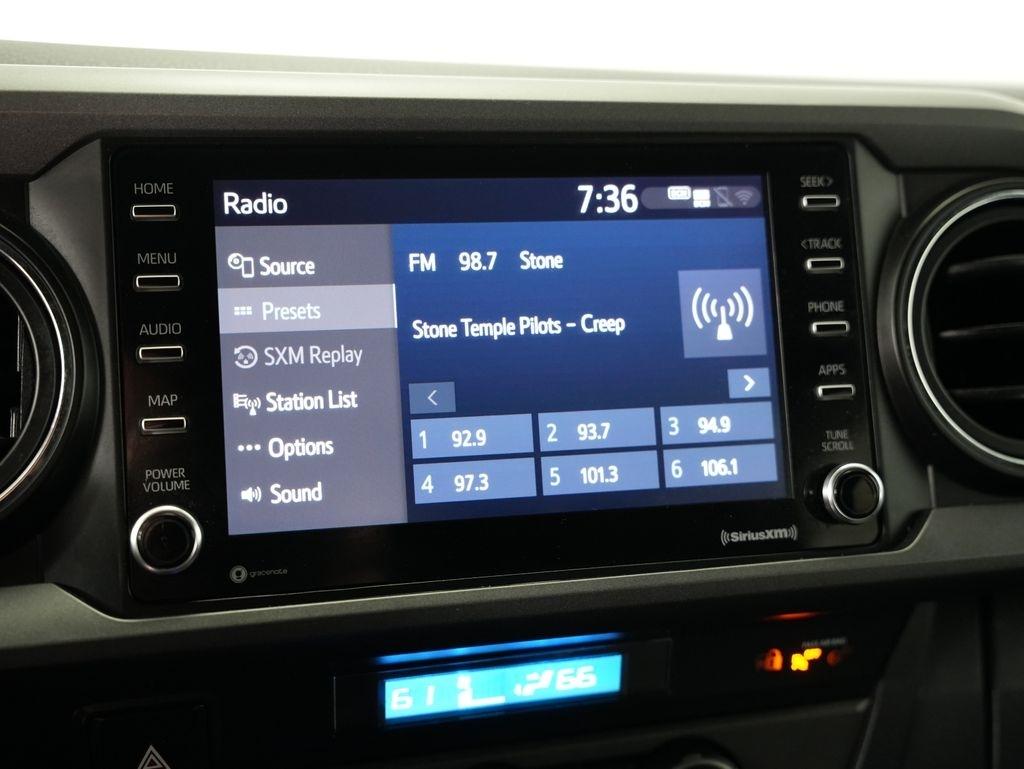 HOME
MENU
AUDIO
MAP
POWER
VOLUME
Radio
7:36
Source
Presets
SXM Replay
Station List
Options
Sound
FM 98.7 Stone
Stone Temple Pilots - Creep
1 92.9
2 93.7
3 94.9
4 97.3
5 101.3
6 106.1
SEEK>
<TRACK
PHONE
APPS
TUNE
SCROLL
gracenote
SiriusXM
61
66